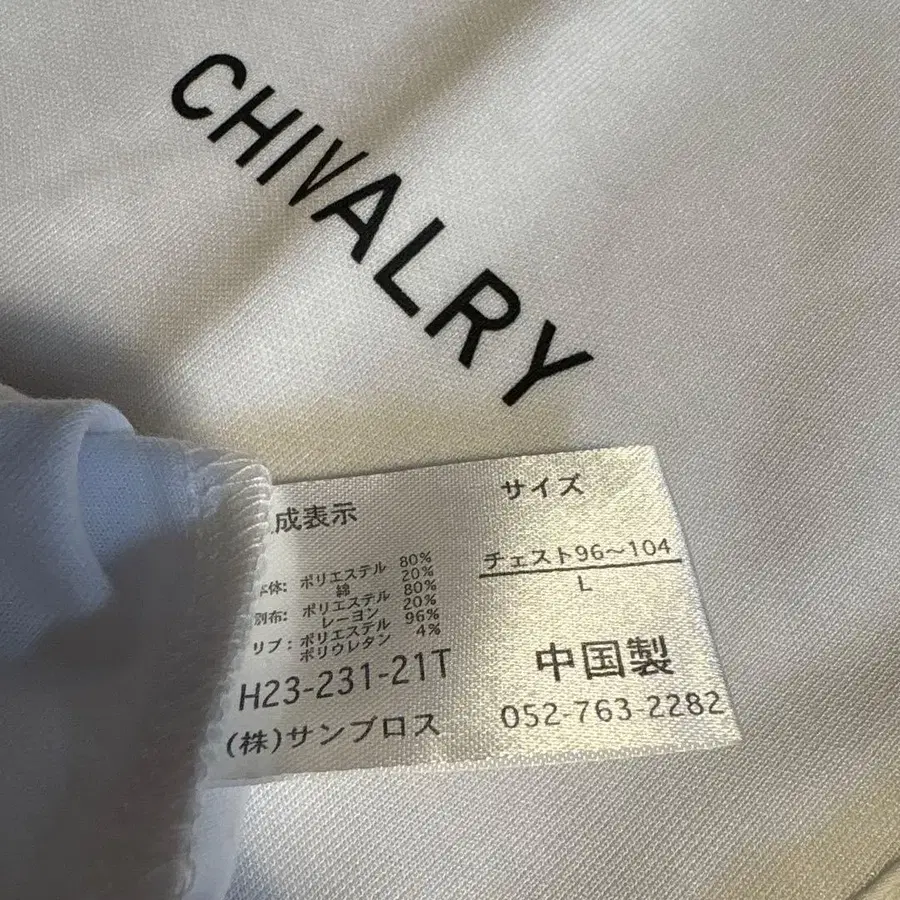 CHIVALRY
成表示
本体: ポリエステル 80%
綿 20%
別布: ポリエステル 80%
レーヨン 20%
リブ: ポリエステル 96%
ポリウレタン 4%
H23-231-21T
(株)サンブロス
サイズ
チェスト96〜104
L
中国製
052-763-2282